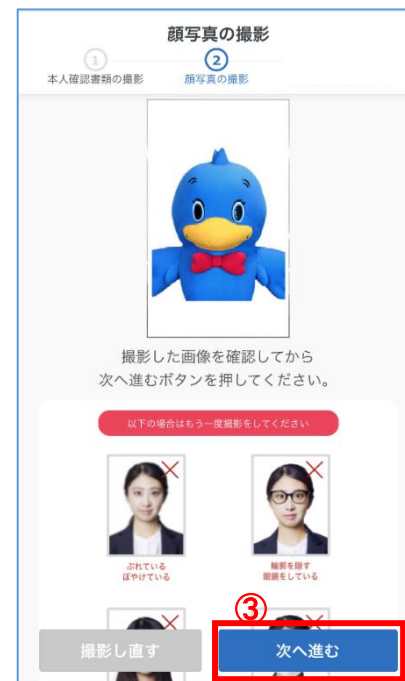 顔写真の撮影
1
2
本人確認書類の撮影
顔写真の撮影
撮影した画像を確認してから
次へ進むボタンを押してください。
以下の場合はもう一度撮影をしてください
ぶれている
ぼやけている
輪郭を隠す
眼鏡をしている
③
撮影し直す
次へ進む